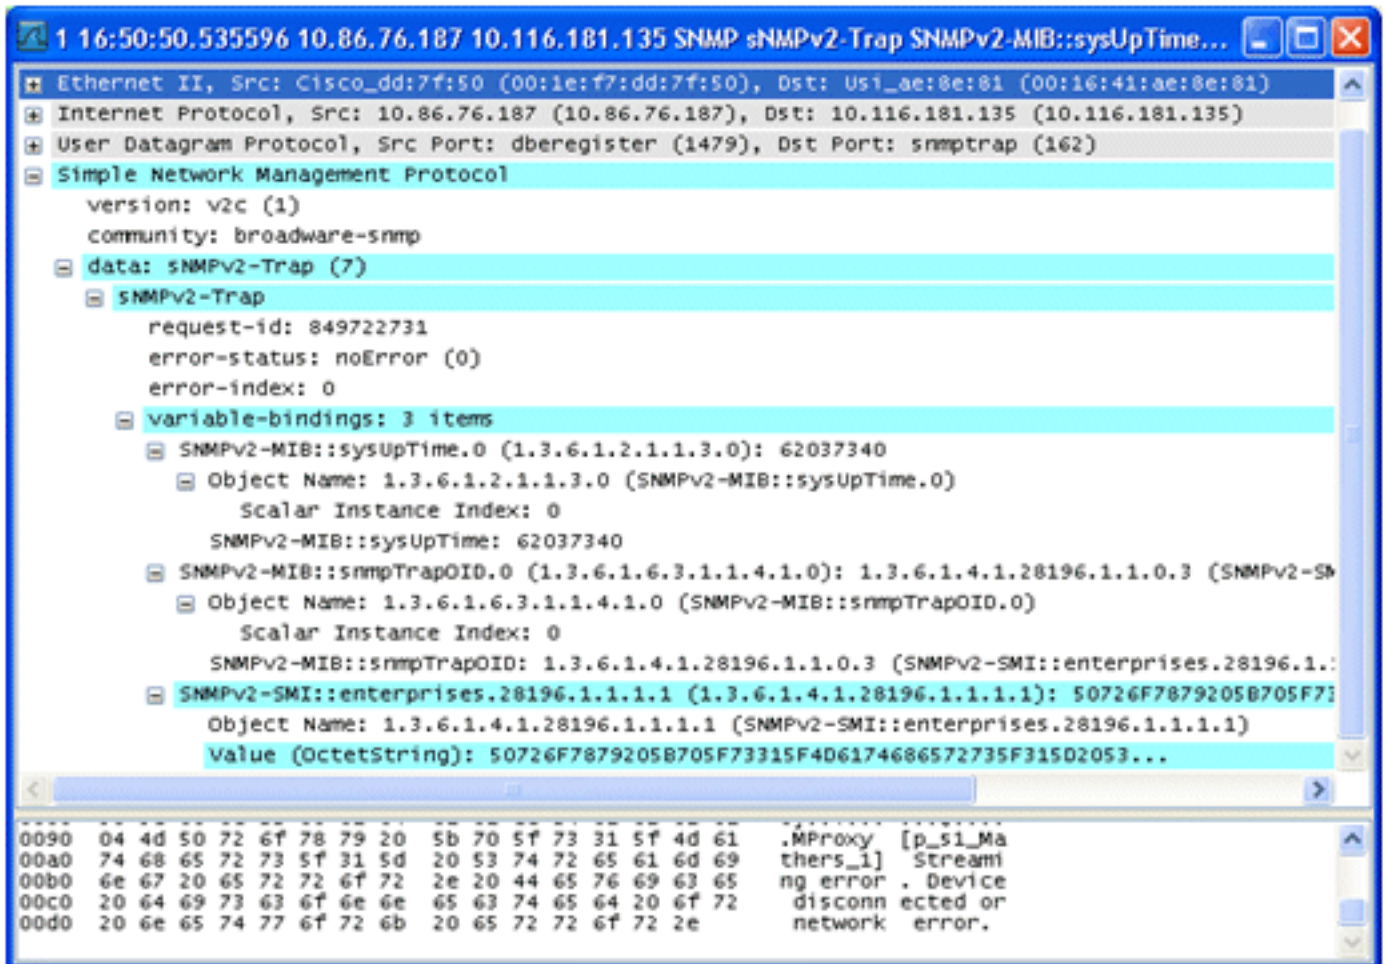 1 16:50:50.535596 10.86.76.187 10.116.181.135 SNMP sNMPv2-Trap SNMPv2-MIB::sysUpTime...
Ethernet II, Src: Cisco_dd:7f:50 (00:1e:f7:dd:7f:50), Dst: Usi_ae:8e:81 (00:16:41:ae:8e:81)
Internet Protocol, Src: 10.86.76.187 (10.86.76.187), Dst: 10.116.181.135 (10.116.181.135)
User Datagram Protocol, Src Port: dberegister (1479), Dst Port: snmptrap (162)
Simple Network Management Protocol
version: v2c (1)
community: broadware-snmp
data: sNMPv2-Trap (7)
sNMPv2-Trap
request-id: 849722731
error-status: noError (0)
error-index: 0
variable-bindings: 3 items
SNMPv2-MIB::sysUpTime.0 (1.3.6.1.2.1.1.3.0): 62037340
Object Name: 1.3.6.1.2.1.1.3.0 (SNMPv2-MIB::sysUpTime.0)
Scalar Instance Index: 0
SNMPv2-MIB::sysUpTime: 62037340
SNMPv2-MIB::snmpTrapOID.0 (1.3.6.1.6.3.1.1.4.1.0): 1.3.6.1.4.1.28196.1.1.0.3 (SNMPv2-SM
Object Name: 1.3.6.1.6.3.1.1.4.1.0 (SNMPv2-MIB::snmpTrapOID.0)
Scalar Instance Index: 0
SNMPv2-MIB::snmpTrapOID: 1.3.6.1.4.1.28196.1.1.0.3 (SNMPv2-SMI::enterprises.28196.1.
SNMPv2-SMI::enterprises.28196.1.1.1.1 (1.3.6.1.4.1.28196.1.1.1.1): 50726F7879205B705F73
Object Name: 1.3.6.1.4.1.28196.1.1.1.1 (SNMPv2-SMI::enterprises.28196.1.1.1.1)
Value (OctetString): 50726F7879205B705F73315F4D6174686572735F315D2053...
0090 04 4d 50 72 6f 78 79 20 5b 70 5f 73 31 5f 4d 61 .MProxy [p_s1_Ma
00a0 74 68 65 72 73 5f 31 5d 20 53 74 72 65 61 6d 69 thers_1] Streami
00b0 6e 67 20 65 72 72 6f 72 2e 20 44 65 76 69 63 65 ng error . Device
00c0 20 64 69 73 63 6f 6e 6e 65 63 74 65 64 20 6f 72 disconn ected or
00d0 20 6e 65 74 77 6f 72 6b 20 65 72 72 6f 72 2e network error.